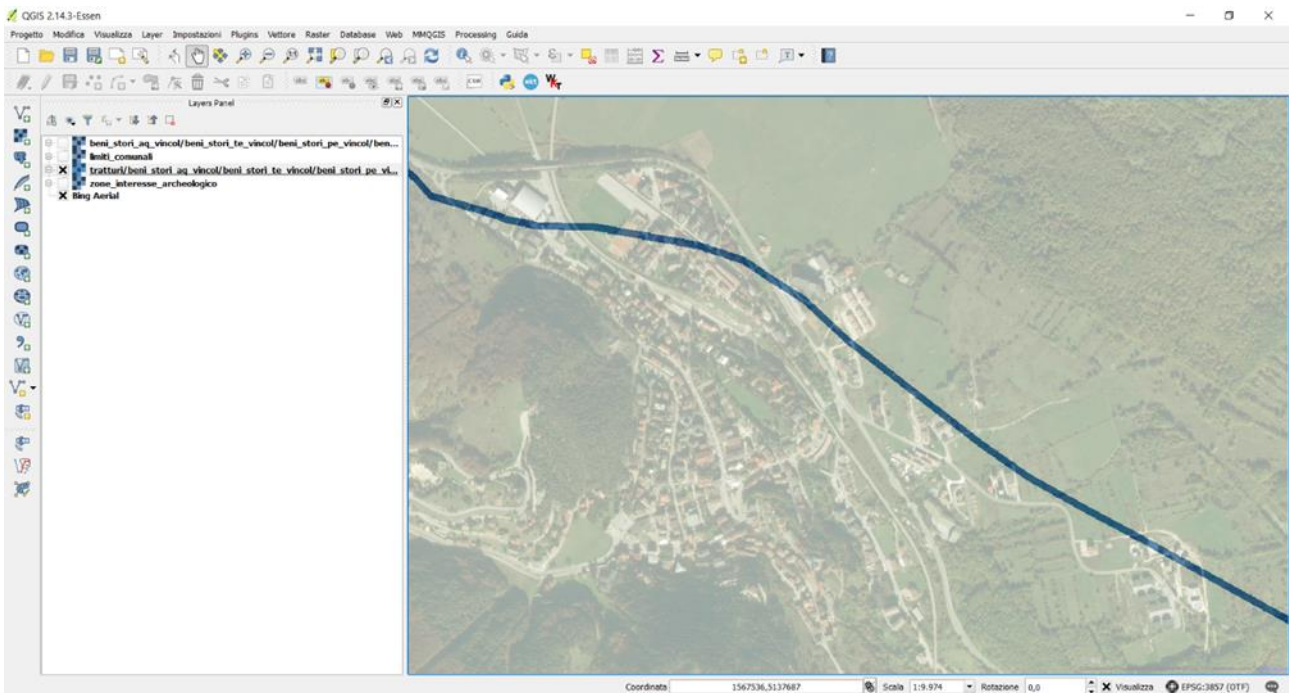 QGIS 2.14.3-Essen
Progetto Modifica Visualizza Layer Impostazioni Plugins Vettore Raster Database Web MMQGIS Processing Guida
CSW
Layers Panel
beni_stori_aq_vincol/beni_stori_te_vincol/beni_stori_pe_vincol/ben...
limiti_comunali
tratturi/beni_stori_aq_vincol/beni_stori_te_vincol/beni_stori_pe_vi...
zone_interesse_archeologico
Bing Aerial
Coordinata 1567536,5137687 Scala 1:9.974 Rotazione 0,0 Visualizza EPSG:3857 (OTF)